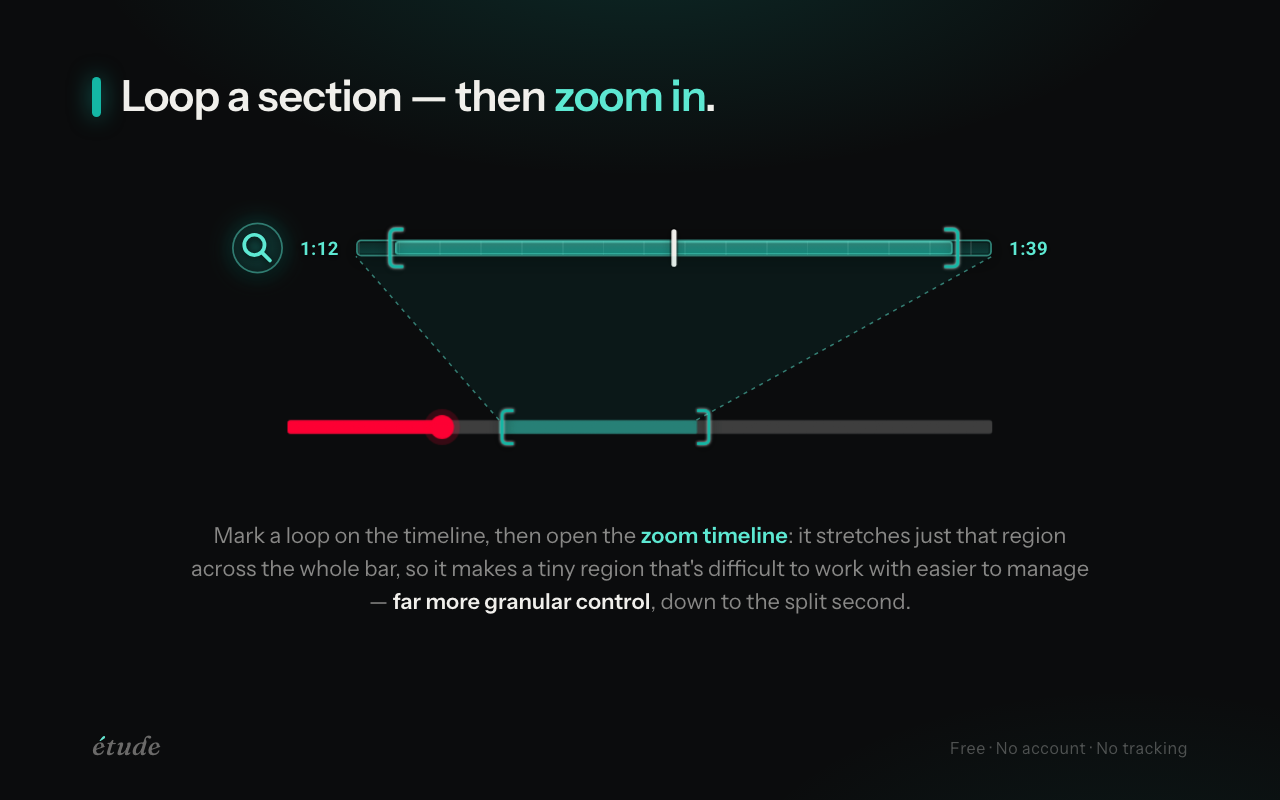 Loop a section — then zoom in.
1:12
1:39
Mark a loop on the timeline, then open the zoom timeline: it stretches just that region
across the whole bar, so it makes a tiny region that's difficult to work with easier to manage
— far more granular control, down to the split second.
étude
Free · No account · No tracking